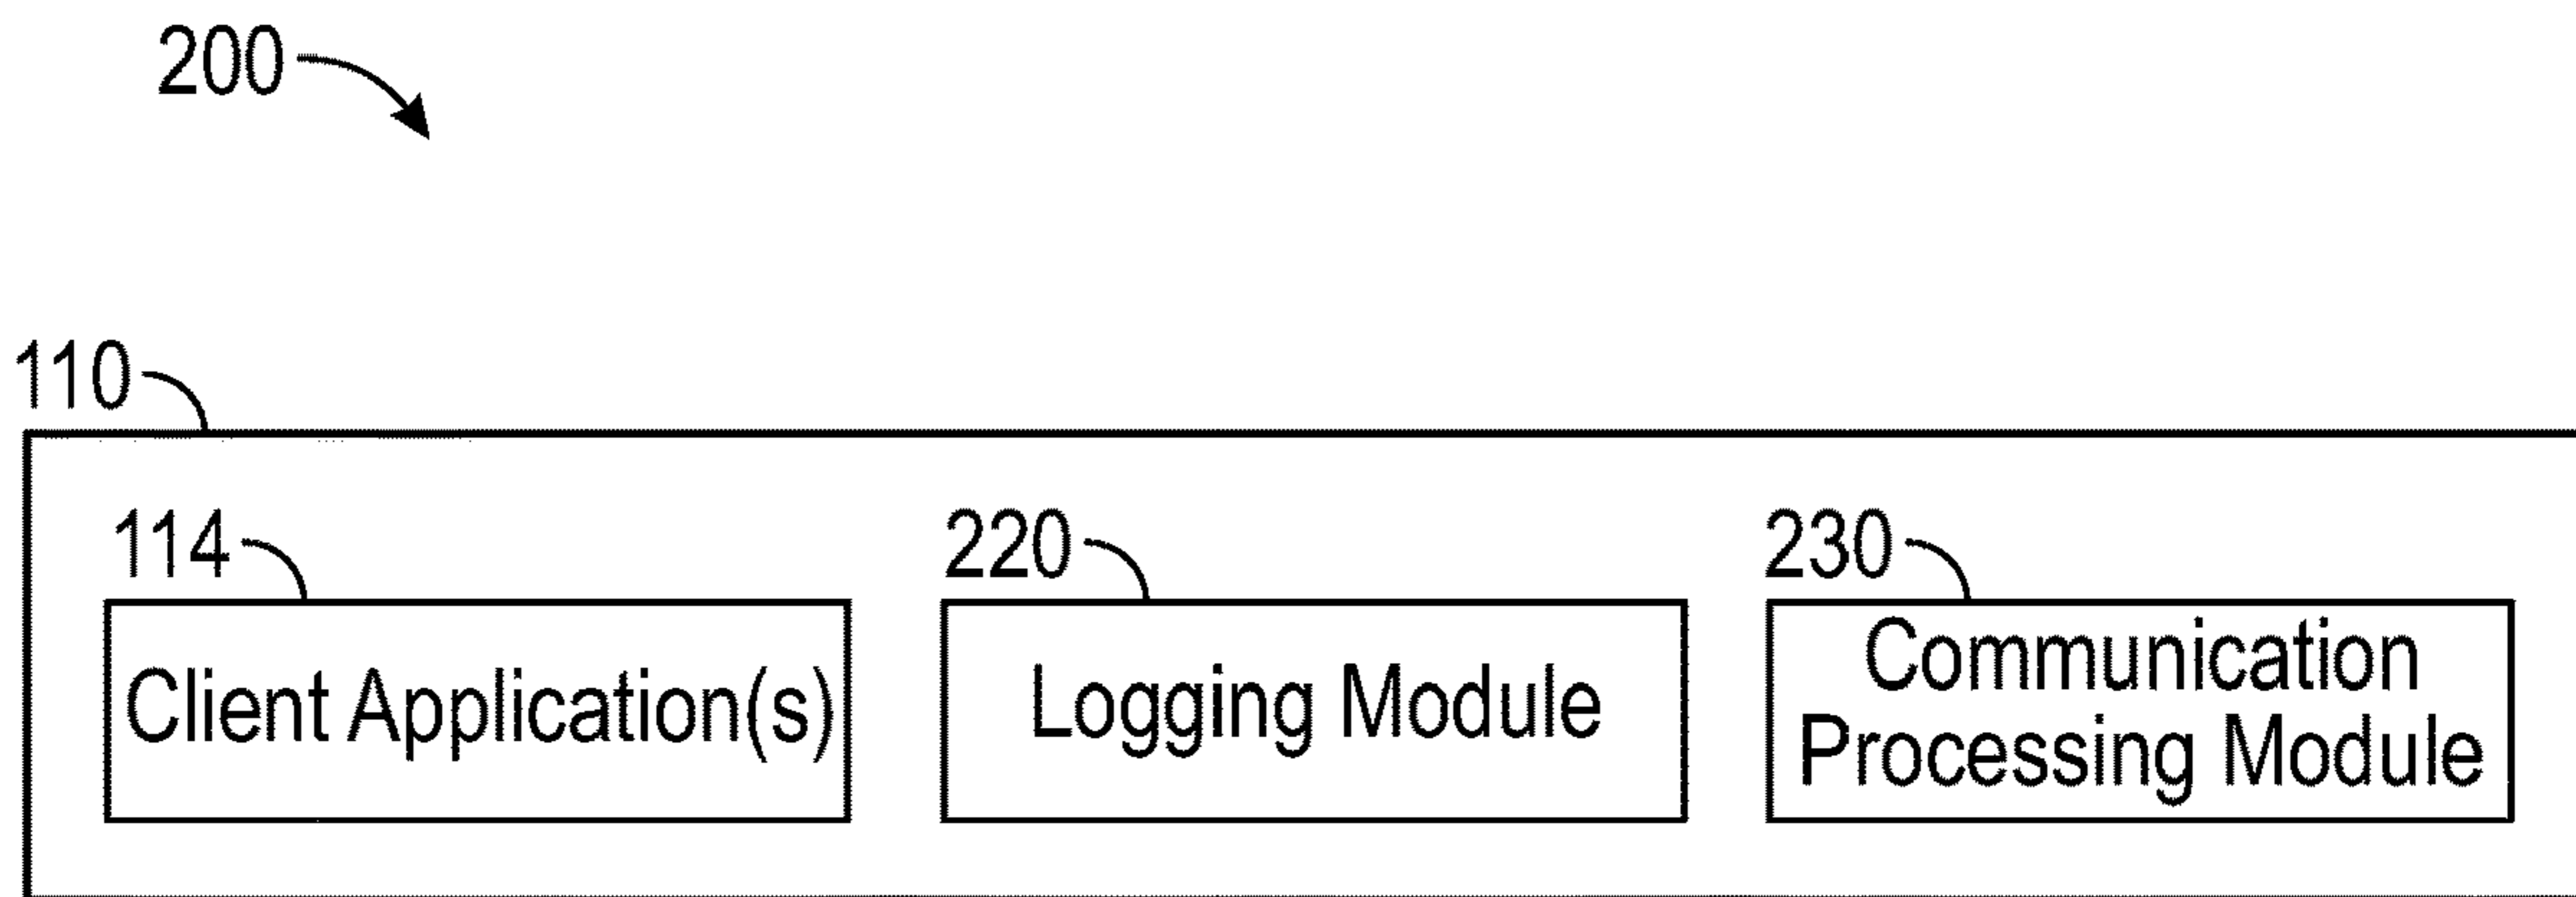 200
110
114
220
230
Client Application(s)
Logging Module
Communication
Processing Module